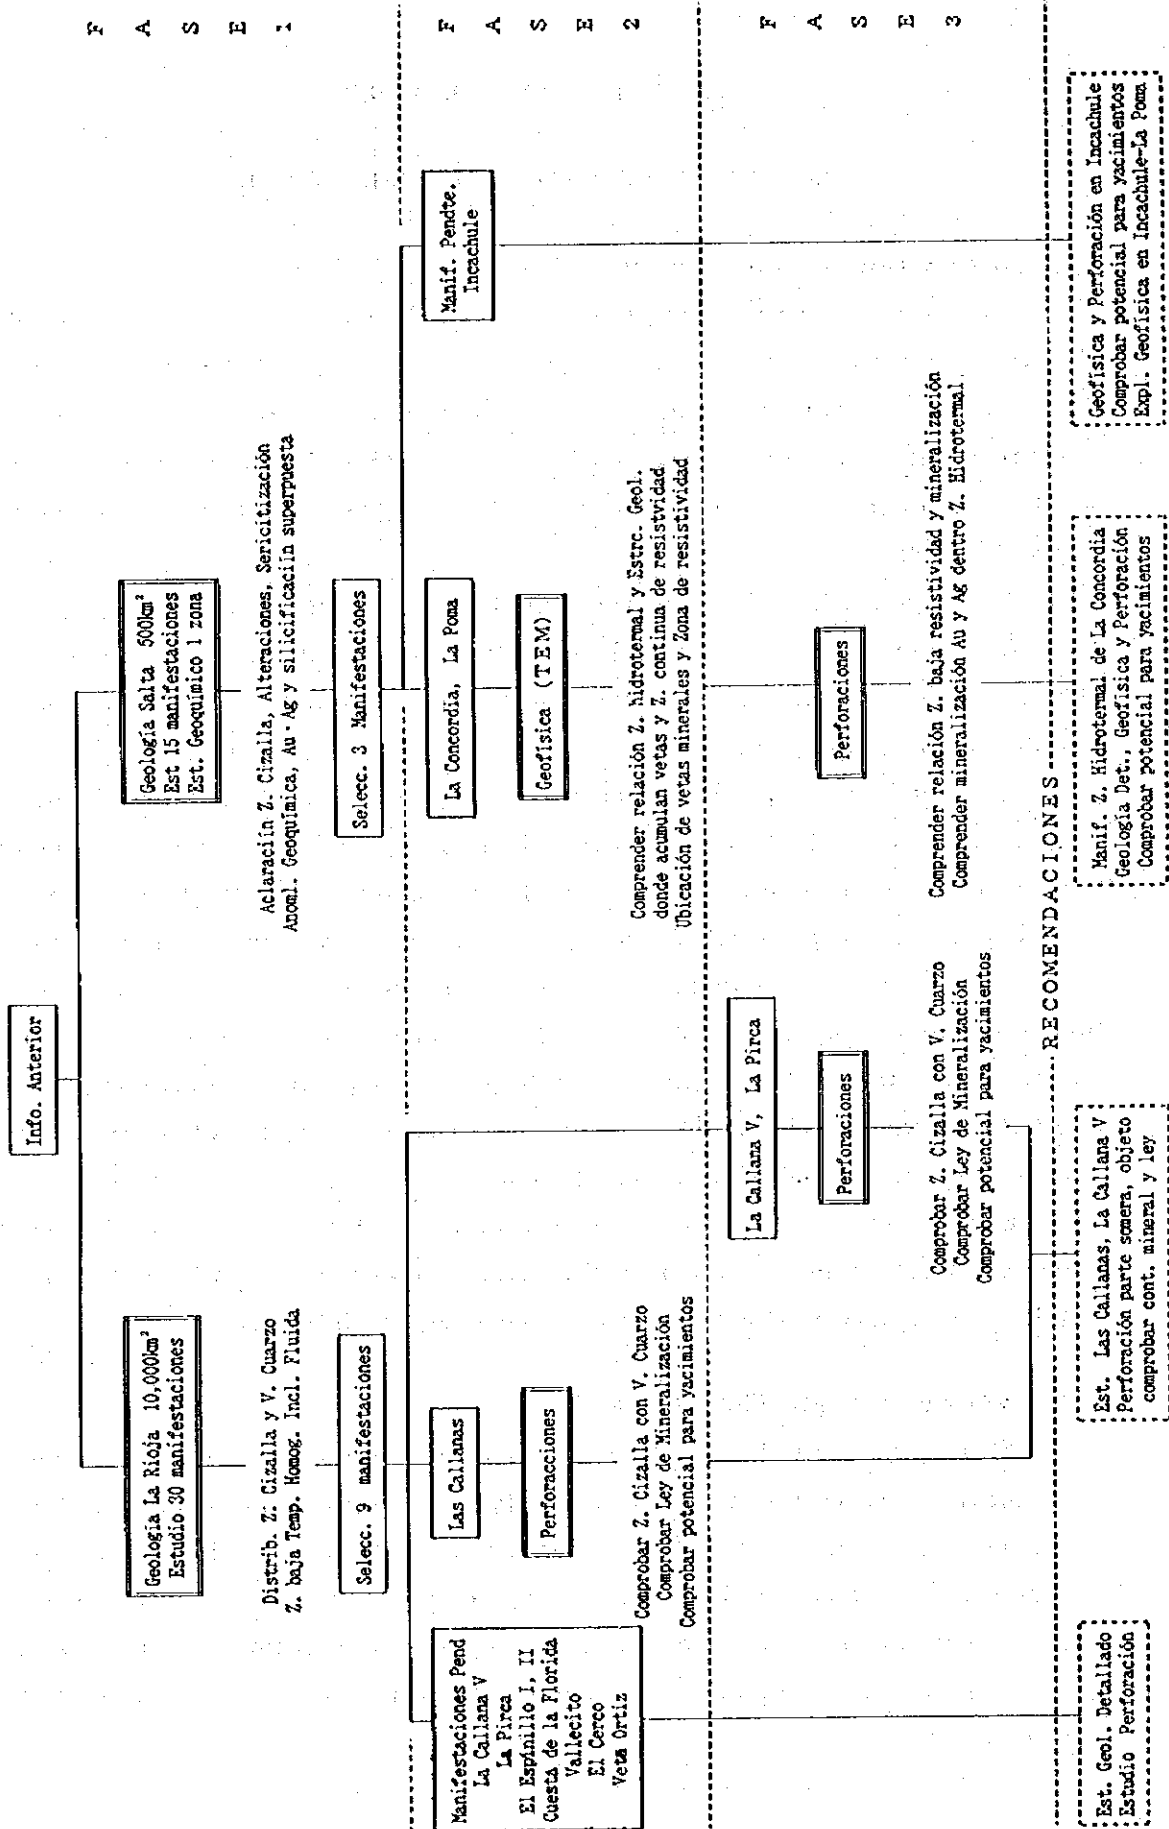 Info. Anterior
F A S E 1
Geología La Rioja 10,000km²
Estudio 30 manifestaciones
Geología Salta 500km²
Est 15 manifestaciones
Est. Geoquímico 1 zona
Distrib. Z. Cizalla y V. Cuarzo
Z. baja Temp. Homog. Incl. Fluida
Aclaraciin Z. Cizalla, Alteraciones, Sericitización
Anoml. Geoquímica, Au·Ag y silicificaciin superpuesta
Selecc. 9 manifestaciones
Selecc. 3 Manifestaciones
F A S E 2
Manifestaciones Pend
La Callana V
La Pirca
El Espinillo I, II
Cuesta de la Florida
Vallecito
El Cerco
Veta Ortiz
Las Callanas
Perforacciones
La Concordia, La Poma
Geofísica (TEM)
Manif. Pendte.
Incachule
Comprobar Z. Cizalla con V. Cuarzo
Comprobar Ley de Mineralización
Comprobar potencial para yacimientos
Comprender relación Z. hidrotermal y Estrc. Geol.
donde acumulan vetas y Z. continua de resistvidad
Ubicación de vetas minerales y Zona de resistividad
F A S E 3
La Callana V, La Pirca
Perforaciones
Perforaciones
Comprobar Z. Cizalla con V. Cuarzo
Comprobar Ley de Mineralización
Comprobar potencial para yacimientos
Comprender relación Z. baja resistividad y mineralización
Comprender mineralización Au y Ag dentro Z. Hidrotermal
RECOMENDACIONES
Est. Geol. Detallado
Estudio Perforación
Est. Las Callanas, La Callana V
Perforación parte somera, objeto
comprobar cont. mineral y ley
Manif. Z. Hidrotermal de La Concordia
Geología Det., Geofísica y Perforación
Comprobar potencial para yacimientos
Geofísica y Perforación en Incachule
Comprobar potencial para yacimientos
Expl. Geofísica en Incachule-La Poma